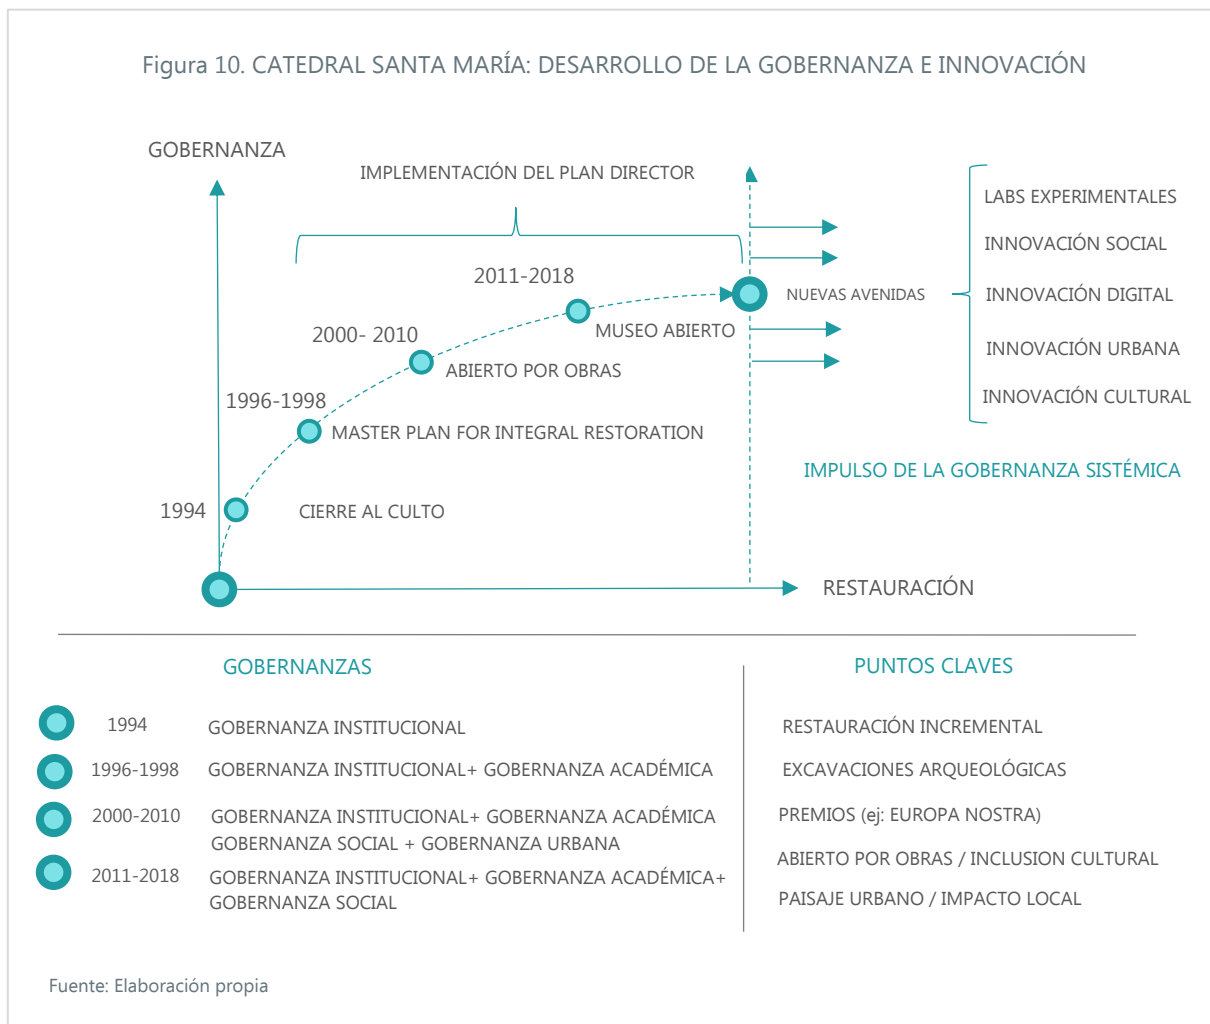 Figura 10. CATEDRAL SANTA MARÍA: DESARROLLO DE LA GOBERNANZA E INNOVACIÓN
GOBERNANZA
IMPLEMENTACIÓN DEL PLAN DIRECTOR
2011-2018
MUSEO ABIERTO
2000- 2010
ABIERTO POR OBRAS
1996-1998
MASTER PLAN FOR INTEGRAL RESTORATION
1994
CIERRE AL CULTO
RESTAURACIÓN
NUEVAS AVENIDAS
LABS EXPERIMENTALES
INNOVACIÓN SOCIAL
INNOVACIÓN DIGITAL
INNOVACIÓN URBANA
INNOVACIÓN CULTURAL
IMPULSO DE LA GOBERNANZA SISTÉMICA
GOBERNANZAS
1994
GOBERNANZA INSTITUCIONAL
1996-1998
GOBERNANZA INSTITUCIONAL+ GOBERNANZA ACADÉMICA
2000-2010
GOBERNANZA INSTITUCIONAL+ GOBERNANZA ACADÉMICA
GOBERNANZA SOCIAL + GOBERNANZA URBANA
2011-2018
GOBERNANZA INSTITUCIONAL+ GOBERNANZA ACADÉMICA+
GOBERNANZA SOCIAL
PUNTOS CLAVES
RESTAURACIÓN INCREMENTAL
EXCAVACIONES ARQUEOLÓGICAS
PREMIOS (ej: EUROPA NOSTRA)
ABIERTO POR OBRAS / INCLUSION CULTURAL
PAISAJE URBANO / IMPACTO LOCAL
Fuente: Elaboración propia